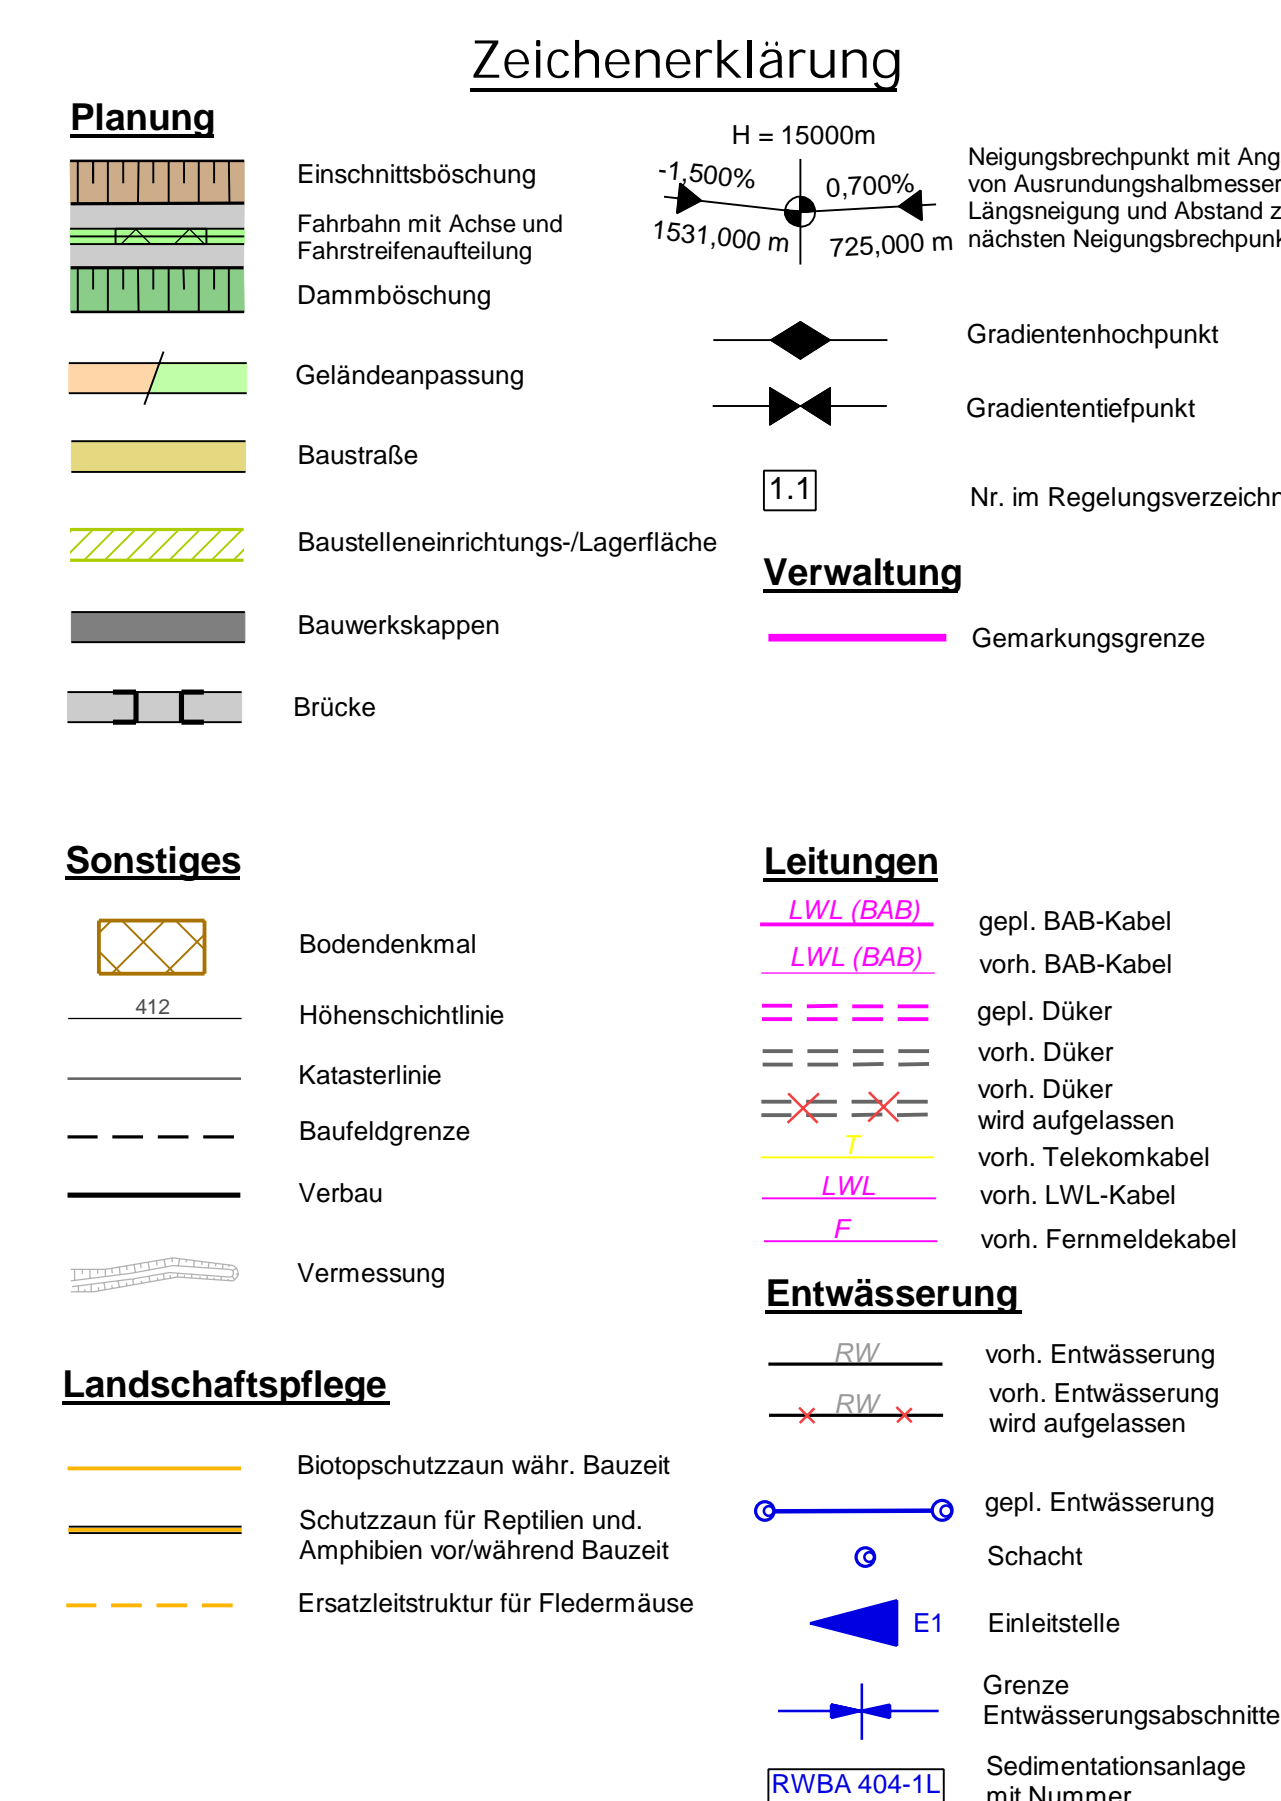 Zeichenerklärung
Planung
Einschnittsböschung
Fahrbahn mit Achse und
Fahrstreifenaufteilung
Dammböschung
Geländeanpassung
Baustraße
Baustelleneinrichtungs-/Lagerfläche
Bauwerkskappen
Brücke
H = 15000m
-1,500%
0,700%
1531,000 m
725,000 m
Neigungsbrechpunkt mit Ang
von Ausrundungshalbmesser
Längsneigung und Abstand z
nächsten Neigungsbrechpunk
Gradientenhochpunkt
Gradiententiefpunkt
1.1
Nr. im Regelungsverzeichn
Verwaltung
Gemarkungsgrenze
Sonstiges
Bodendenkmal
412
Höhenschichtlinie
Katasterlinie
Baufeldgrenze
Verbau
Vermessung
Landschaftspflege
Biotopschutzzaun währ. Bauzeit
Schutzzaun für Reptilien und.
Amphibien vor/während Bauzeit
Ersatzleitstruktur für Fledermäuse
Leitungen
LWL (BAB)
gepl. BAB-Kabel
LWL (BAB)
vorh. BAB-Kabel
gepl. Düker
vorh. Düker
vorh. Düker
wird aufgelassen
T
vorh. Telekomkabel
LWL
vorh. LWL-Kabel
F
vorh. Fernmeldekabel
Entwässerung
RW
vorh. Entwässerung
RW
vorh. Entwässerung
wird aufgelassen
gepl. Entwässerung
Schacht
E1
Einleitstelle
Grenze
Entwässerungsabschnitte
RWBA 404-1L
Sedimentationsanlage
mit Nummer